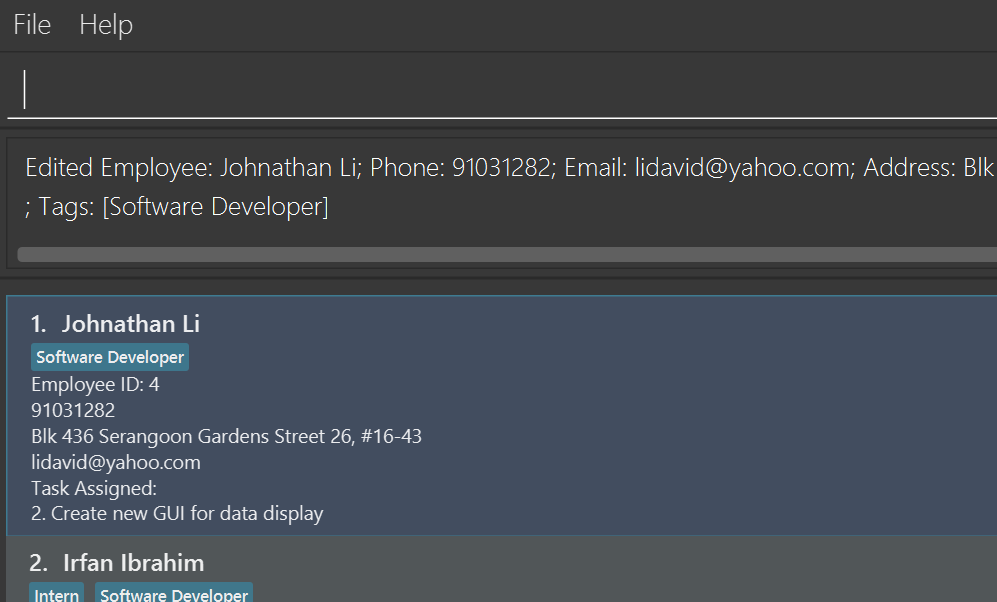 File Help
Edited Employee: Johnathan Li; Phone: 91031282; Email: lidavid@yahoo.com; Address: Blk
; Tags: [Software Developer]
1. Johnathan Li
Software Developer
Employee ID: 4
91031282
Blk 436 Serangoon Gardens Street 26, #16-43
lidavid@yahoo.com
Task Assigned:
2. Create new GUI for data display
2. Irfan Ibrahim
Intern Software Developer